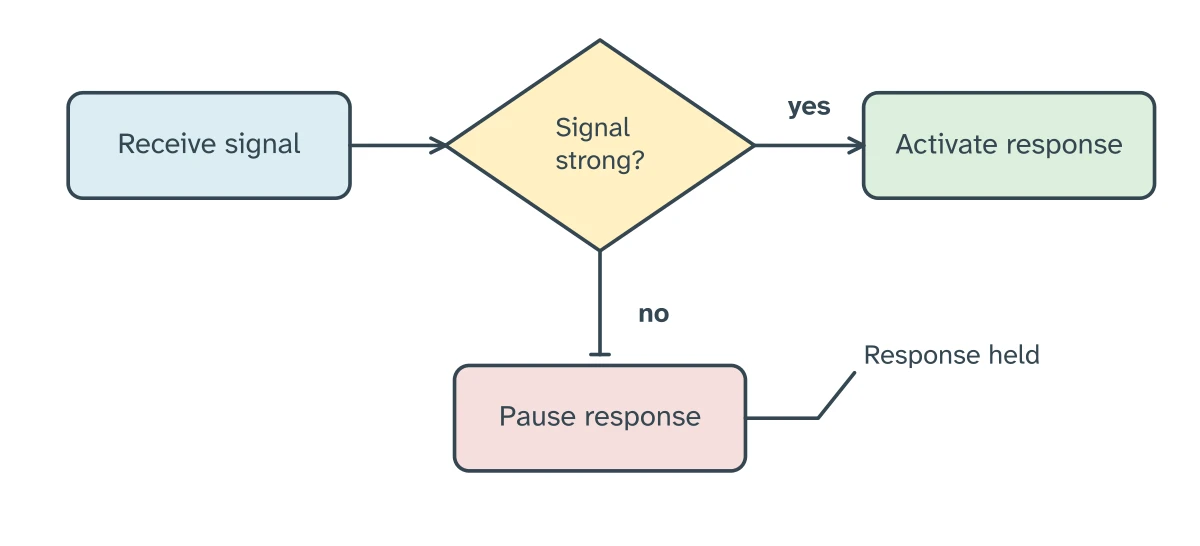 Receive signal
Signal
strong?
yes
Activate response
no
Response held
Pause response